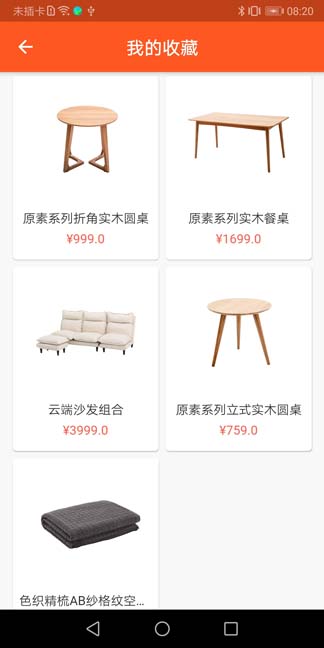 未插卡
08:20
我的收藏
原素系列折角实木圆桌
¥999.0
原素系列实木餐桌
¥1699.0
云端沙发组合
¥3999.0
原素系列立式实木圆桌
¥759.0
色织精梳AB纱格纹空...